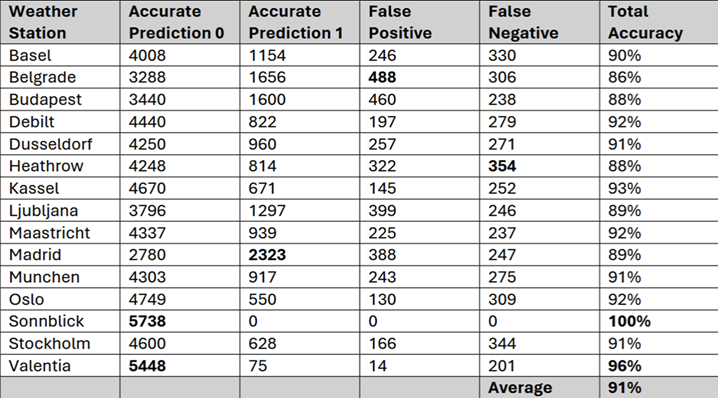 Weather Station | Accurate Prediction 0 | Accurate Prediction 1 | False Positive | False Negative | Total Accuracy
Basel | 4008 | 1154 | 246 | 330 | 90%
Belgrade | 3288 | 1656 | 488 | 306 | 86%
Budapest | 3440 | 1600 | 460 | 238 | 88%
Debilt | 4440 | 822 | 197 | 279 | 92%
Dusseldorf | 4250 | 960 | 257 | 271 | 91%
Heathrow | 4248 | 814 | 322 | 354 | 88%
Kassel | 4670 | 671 | 145 | 252 | 93%
Ljubljana | 3796 | 1297 | 399 | 246 | 89%
Maastricht | 4337 | 939 | 225 | 237 | 92%
Madrid | 2780 | 2323 | 388 | 247 | 89%
Munchen | 4303 | 917 | 243 | 275 | 91%
Oslo | 4749 | 550 | 130 | 309 | 92%
Sonnblick | 5738 | 0 | 0 | 0 | 100%
Stockholm | 4600 | 628 | 166 | 344 | 91%
Valentia | 5448 | 75 | 14 | 201 | 96%
Average | 91%